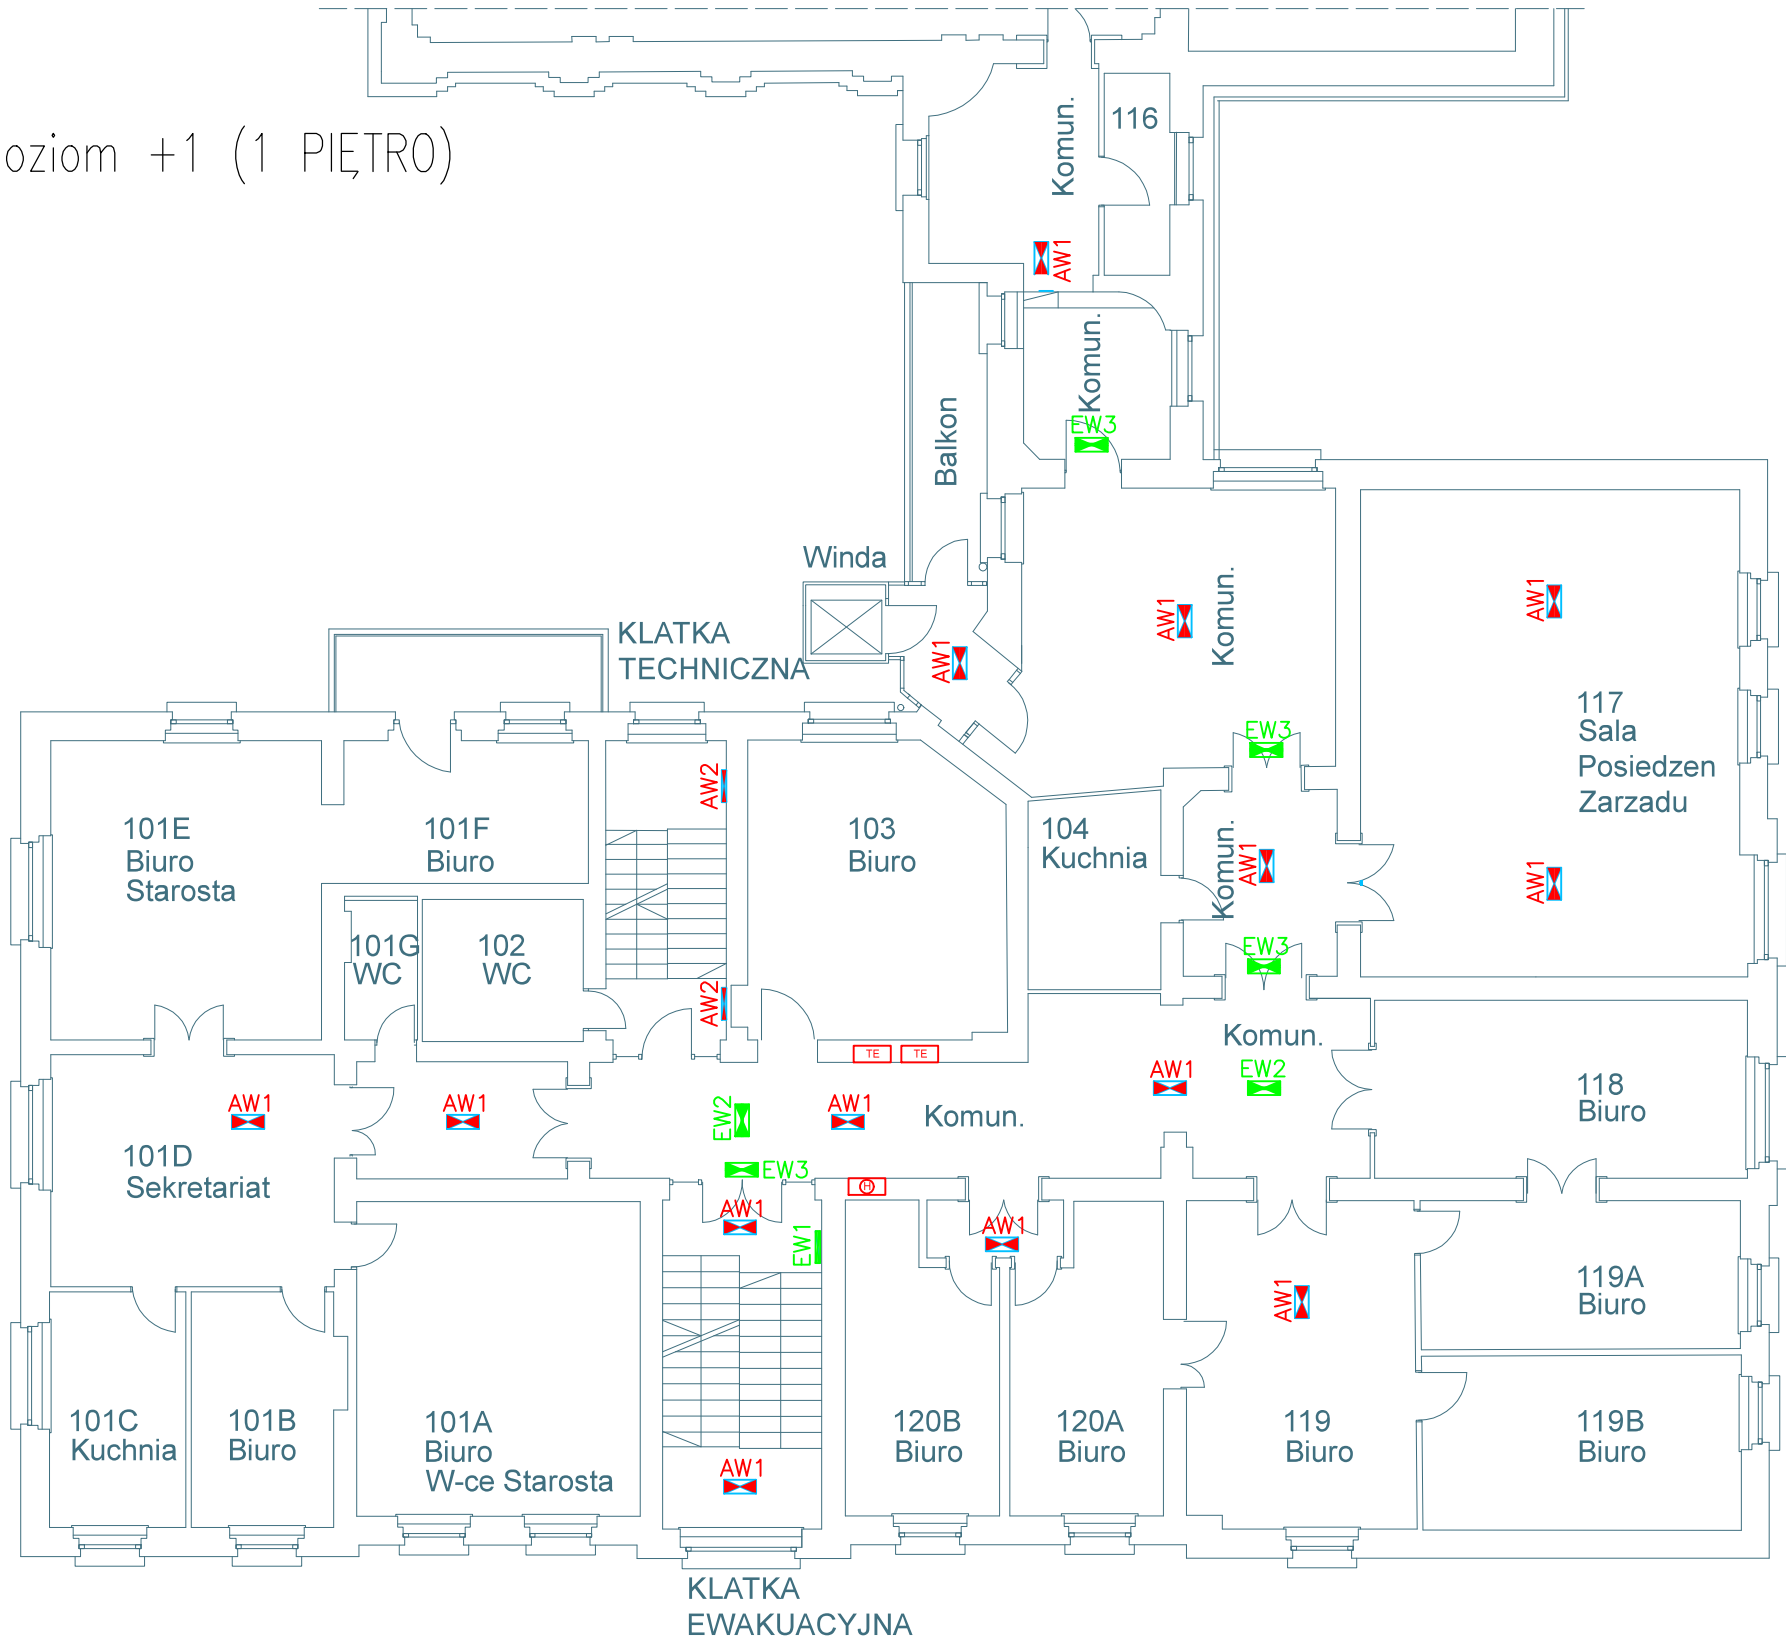 oziom +1 (1 PIĘTRO)
116
Komun.
AW1
Komun.
EW3
Balkon
Winda
KLATKA
TECHNICZNA
AW1
AW1
Komun.
AW1
117
Sala
Posiedzen
Zarzadu
EW3
AW2
101E
Biuro
Starosta
101F
Biuro
103
Biuro
104
Kuchnia
Komun.
AW1
AW1
101G
WC
102
WC
EW3
AW2
Komun.
TE
TE
AW1
EW2
118
Biuro
AW1
AW1
EW2
AW1
Komun.
101D
Sekretariat
EW3
H
AW1
EW1
AW1
AW1
119A
Biuro
101C
Kuchnia
101B
Biuro
101A
Biuro
W-ce Starosta
AW1
120B
Biuro
120A
Biuro
119
Biuro
119B
Biuro
KLATKA
EWAKUACYJNA